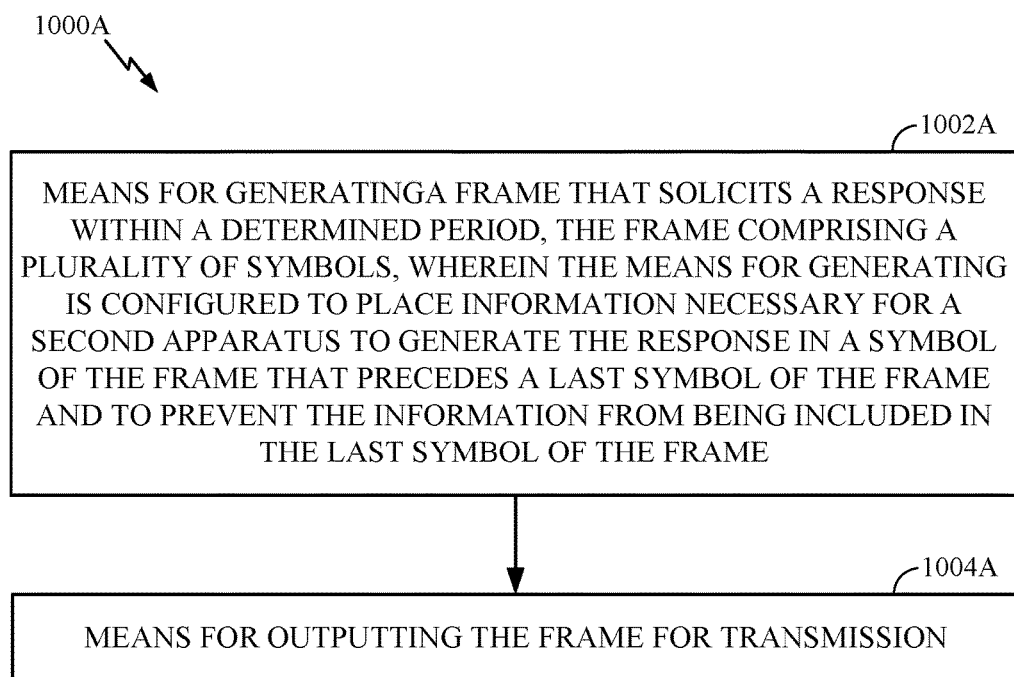 1000A
1002A
MEANS FOR GENERATINGA FRAME THAT SOLICITS A RESPONSE
WITHIN A DETERMINED PERIOD, THE FRAME COMPRISING A
PLURALITY OF SYMBOLS, WHEREIN THE MEANS FOR GENERATING
IS CONFIGURED TO PLACE INFORMATION NECESSARY FOR A
SECOND APPARATUS TO GENERATE THE RESPONSE IN A SYMBOL
OF THE FRAME THAT PRECEDES A LAST SYMBOL OF THE FRAME
AND TO PREVENT THE INFORMATION FROM BEING INCLUDED IN
THE LAST SYMBOL OF THE FRAME
1004A
MEANS FOR OUTPUTTING THE FRAME FOR TRANSMISSION